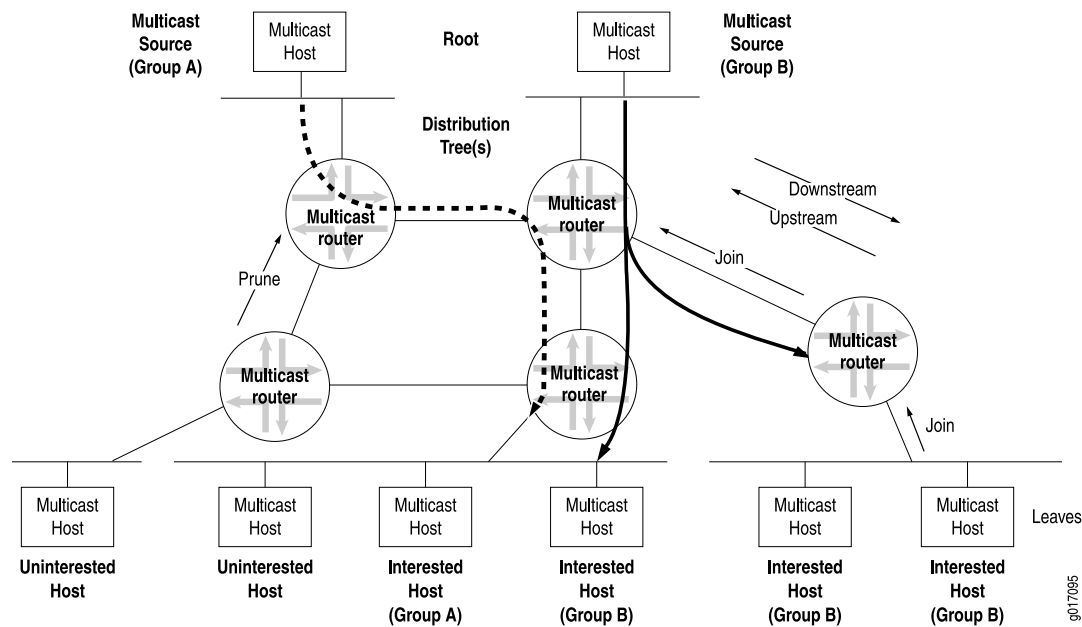 Multicast
Source
(Group A)
Multicast
Host
Root
Multicast
Host
Multicast
Source
(Group B)
Distribution
Tree(s)
Multicast
router
Multicast
router
Downstream
Upstream
Join
Prune
Multicast
router
Multicast
router
Multicast
router
Join
Multicast
Host
Multicast
Host
Multicast
Host
Multicast
Host
Multicast
Host
Multicast
Host
Leaves
Uninterested
Host
Uninterested
Host
Interested
Host
(Group A)
Interested
Host
(Group B)
Interested
Host
(Group B)
Interested
Host
(Group B)
g017095